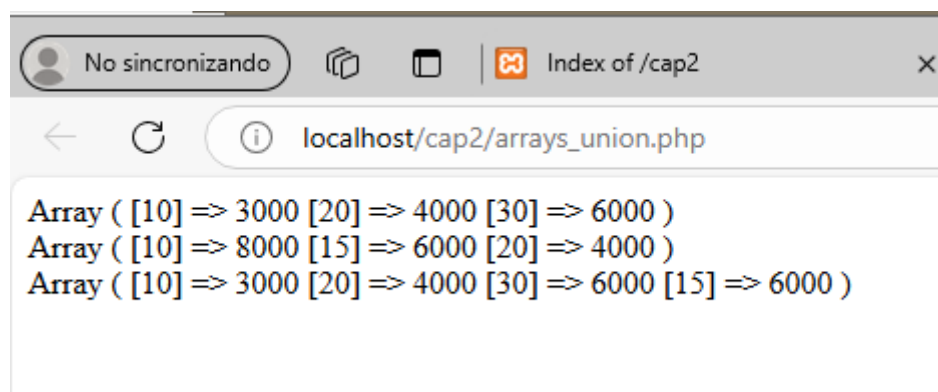 No sincronizando Index of /cap2
localhost/cap2/arrays_union.php
Array ( [10] => 3000 [20] => 4000 [30] => 6000 )
Array ( [10] => 8000 [15] => 6000 [20] => 4000 )
Array ( [10] => 3000 [20] => 4000 [30] => 6000 [15] => 6000 )